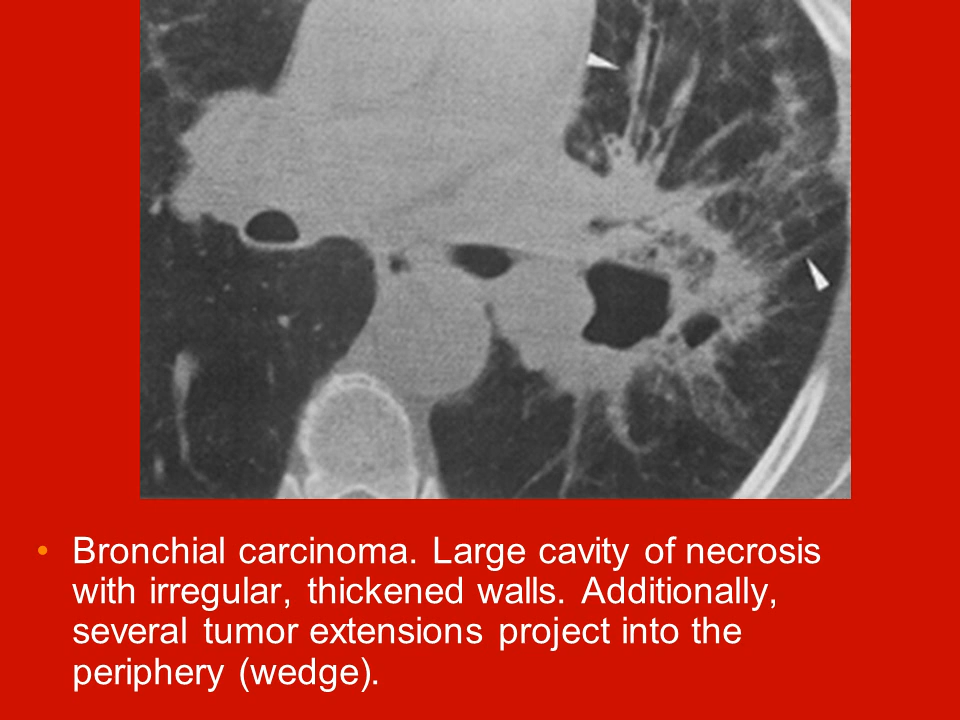 • Bronchial carcinoma. Large cavity of necrosis
with irregular, thickened walls. Additionally,
several tumor extensions project into the
periphery (wedge).